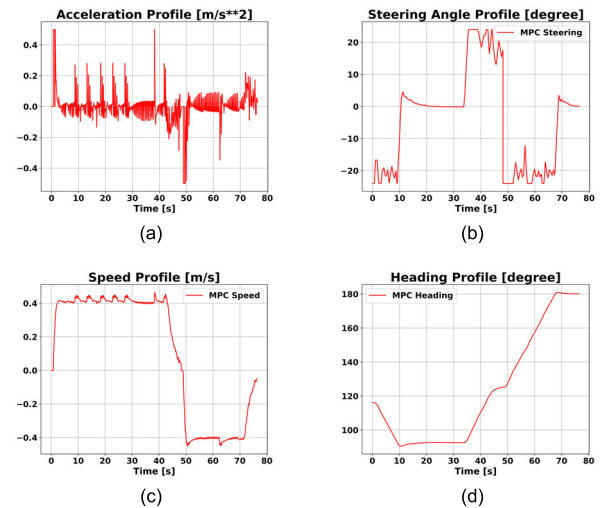 Acceleration Profile [m/s**2]
0.4
0.2
0.0
−0.2
−0.4
0 10 20 30 40 50 60 70 80
Time [s]
(a)
Steering Angle Profile [degree]
MPC Steering
20
10
0
−10
−20
0 10 20 30 40 50 60 70 80
Time [s]
(b)
Speed Profile [m/s]
MPC Speed
0.4
0.2
0.0
−0.2
−0.4
0 10 20 30 40 50 60 70 80
Time [s]
(c)
Heading Profile [degree]
MPC Heading
180
160
140
120
100
0 10 20 30 40 50 60 70 80
Time [s]
(d)